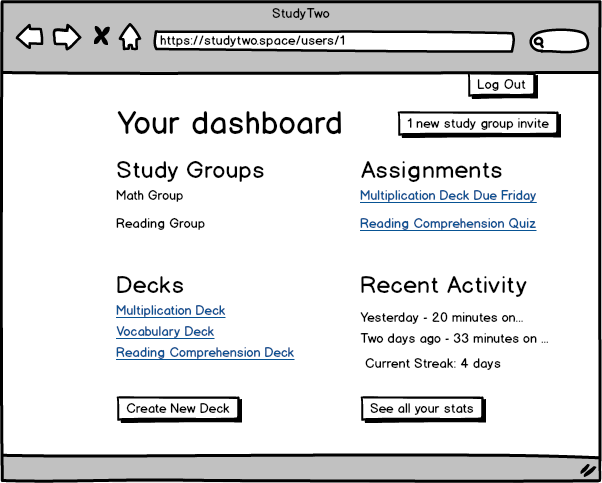 StudyTwo
https://studytwo.space/users/1
Log Out
Your dashboard
1 new study group invite
Study Groups
Math Group
Reading Group
Assignments
Multiplication Deck Due Friday
Reading Comprehension Quiz
Decks
Multiplication Deck
Vocabulary Deck
Reading Comprehension Deck
Create New Deck
Recent Activity
Yesterday - 20 minutes on...
Two days ago - 33 minutes on ...
Current Streak: 4 days
See all your stats